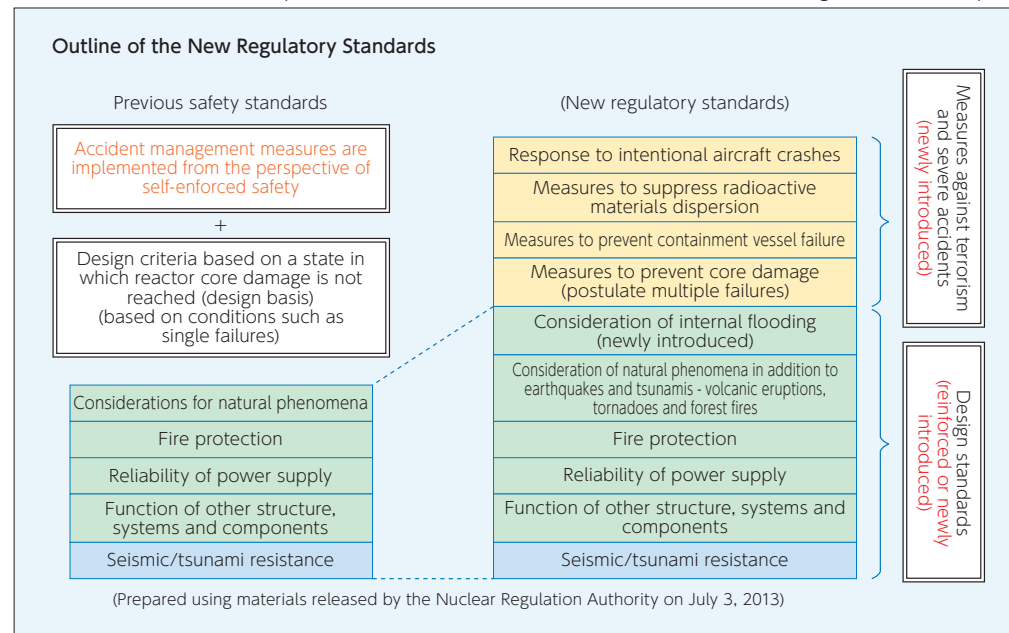 Outline of the New Regulatory Standards
Previous safety standards
Accident management measures are
implemented from the perspective of
self-enforced safety
+
Design criteria based on a state in
which reactor core damage is not
reached (design basis)
(based on conditions such as
single failures)
Considerations for natural phenomena
Fire protection
Reliability of power supply
Function of other structure,
systems and components
Seismic/tsunami resistance
(New regulatory standards)
Response to intentional aircraft crashes
Measures to suppress radioactive
materials dispersion
Measures to prevent containment vessel failure
Measures to prevent core damage
(postulate multiple failures)
Consideration of internal flooding
(newly introduced)
Consideration of natural phenomena in addition to
earthquakes and tsunamis - volcanic eruptions,
tornadoes and forest fires
Fire protection
Reliability of power supply
Function of other structure, systems and
components
Seismic/tsunami resistance
Measures against terrorism
and severe accidents
(newly introduced)
Design standards
(reinforced or newly
introduced)
(Prepared using materials released by the Nuclear Regulation Authority on July 3, 2013)